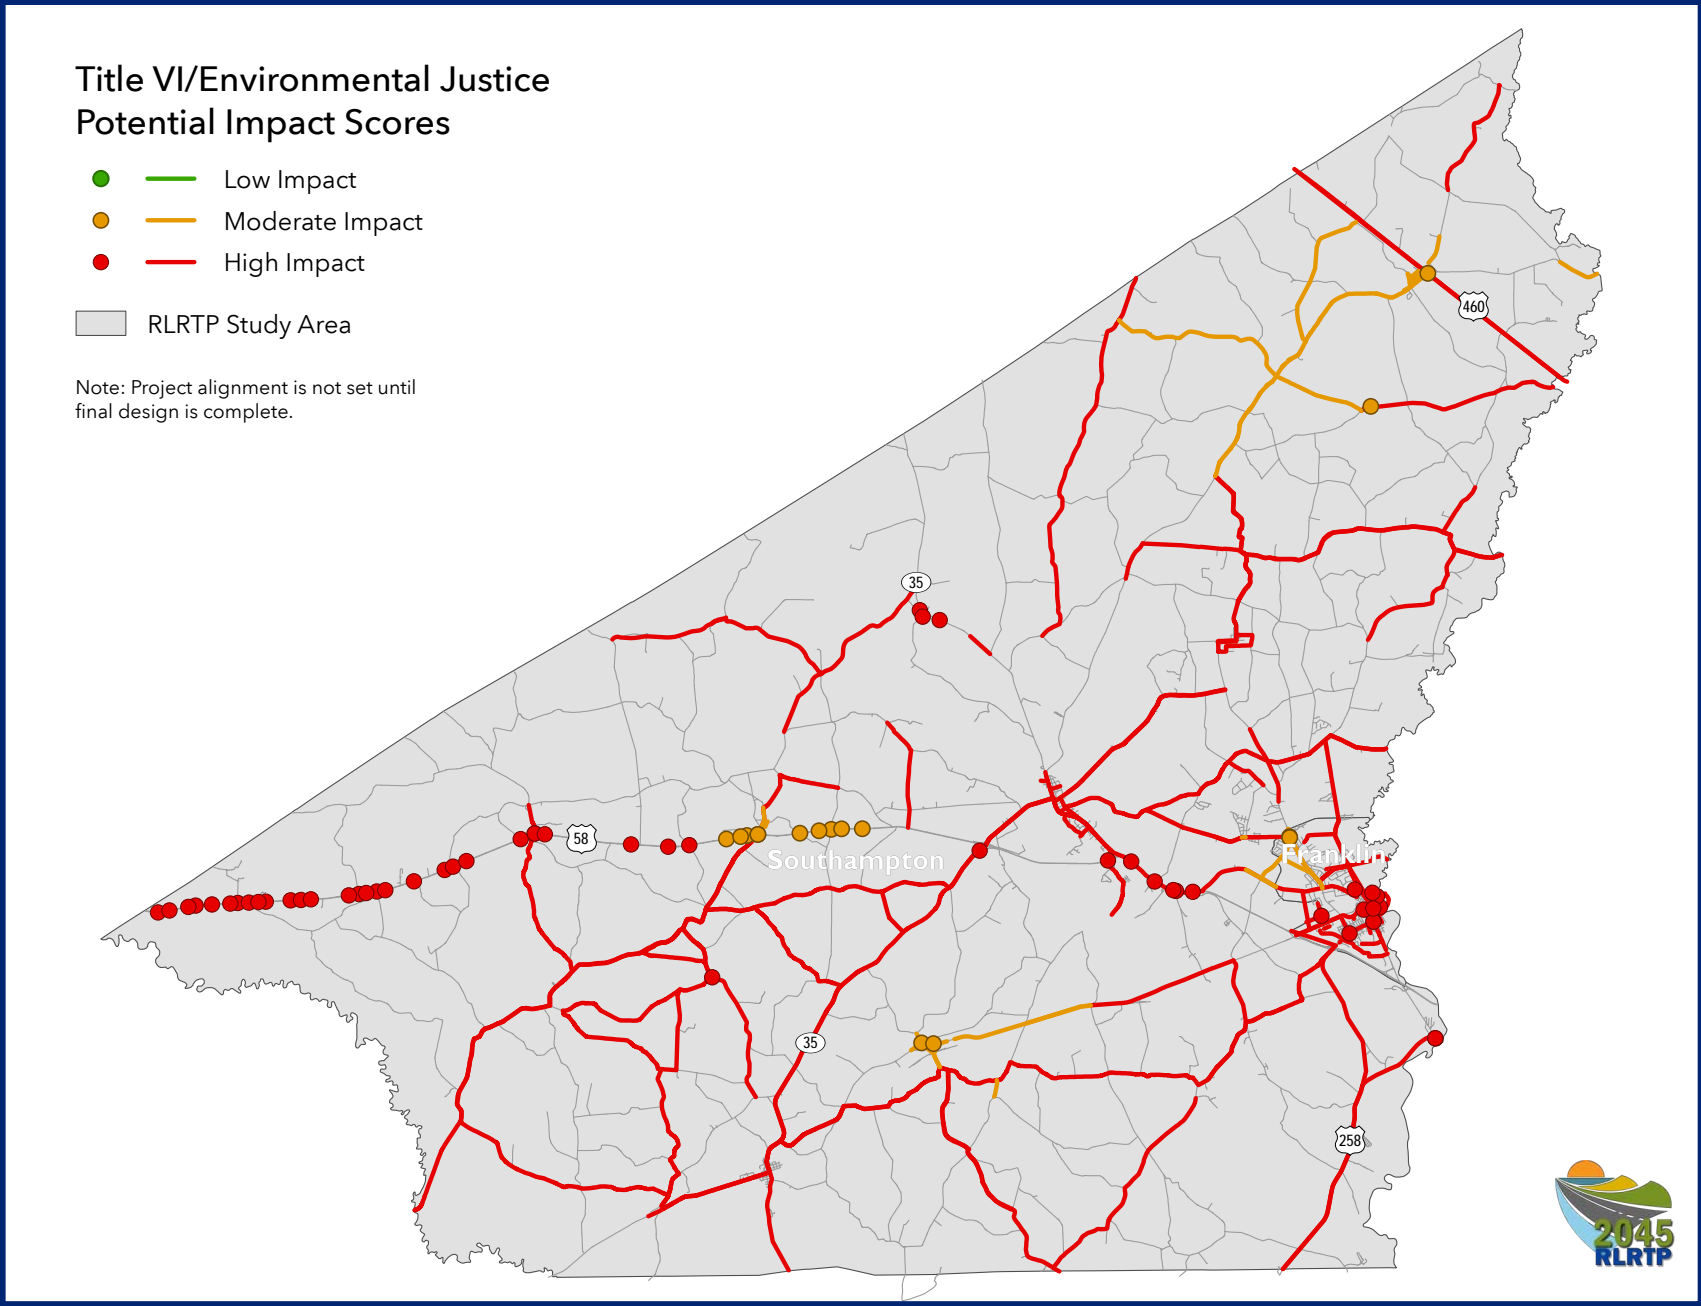 Title VI/Environmental Justice
Potential Impact Scores
Low Impact
Moderate Impact
High Impact
RLRTP Study Area
Note: Project alignment is not set until
final design is complete.
460
35
58
Southampton
Franklin
35
258
2045
RLRTP